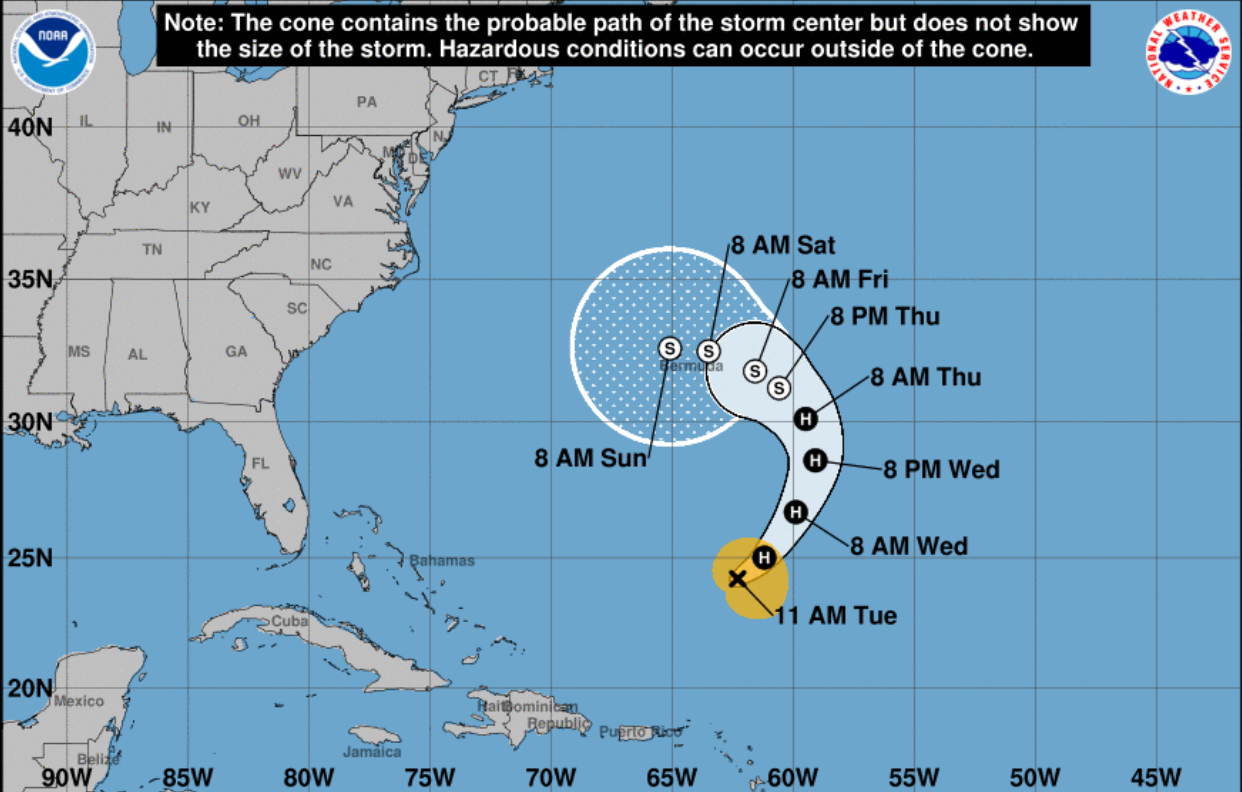 Note: The cone contains the probable path of the storm center but does not show
the size of the storm. Hazardous conditions can occur outside of the cone.
NOAA
NATIONAL WEATHER SERVICE
CT
PA
40N
IL
IN
OH
DE
WV
KY
VA
TN
NC
8 AM Sat
35N
8 AM Fri
SC
8 PM Thu
MS
AL
GA
S
S
Bermuda
S
S
8 AM Thu
30N
H
8 AM Sun
FL
H
8 PM Wed
H
8 AM Wed
25N
H
Bahamas
11 AM Tue
Cuba
20N
Mexico
Haiti
Dominican
Republic
Puerto Rico
Jamaica
Belize
90W
85W
80W
75W
70W
65W
60W
55W
50W
45W